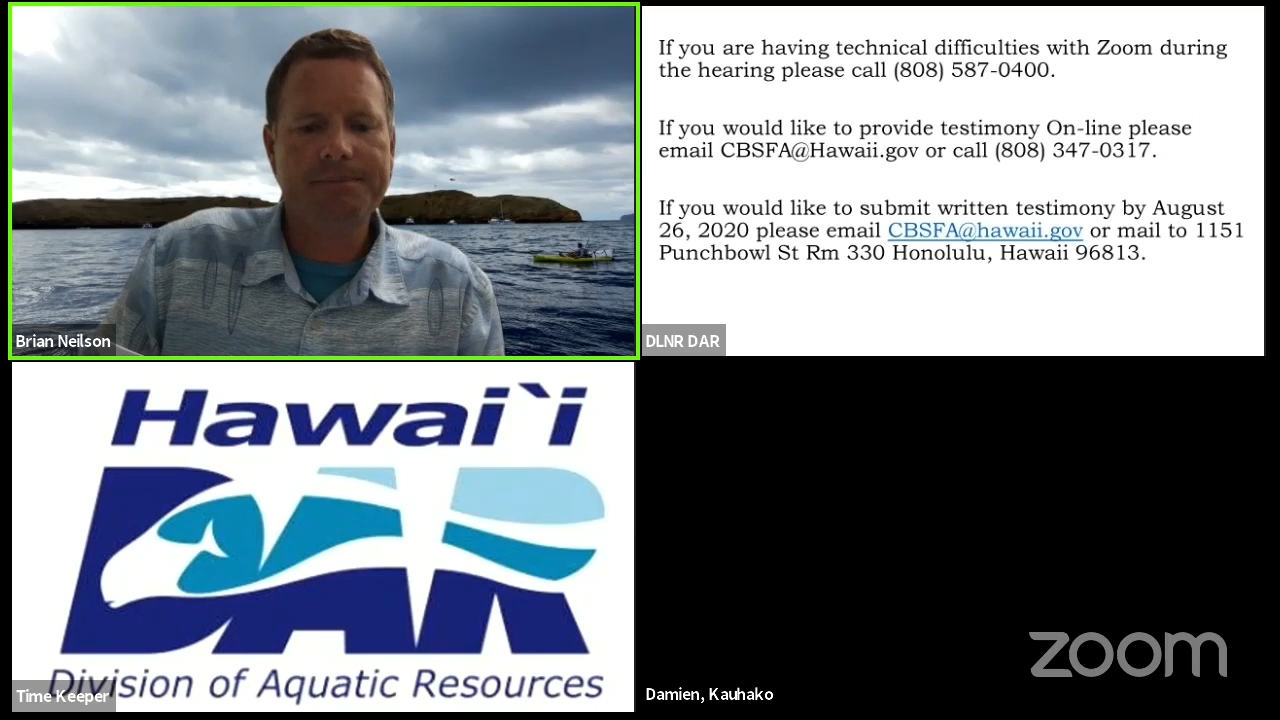 If you are having technical difficulties with Zoom during
the hearing please call (808) 587-0400.
If you would like to provide testimony On-line please
email CBSFA@Hawaii.gov or call (808) 347-0317.
If you would like to submit written testimony by August
26, 2020 please email CBSFA@hawaii.gov or mail to 1151
Punchbowl St Rm 330 Honolulu, Hawaii 96813.
Brian Neilson
DLNR DAR
Hawai`i
DAR
Division of Aquatic Resources
Time Keeper
Damien, Kauhako
zoom